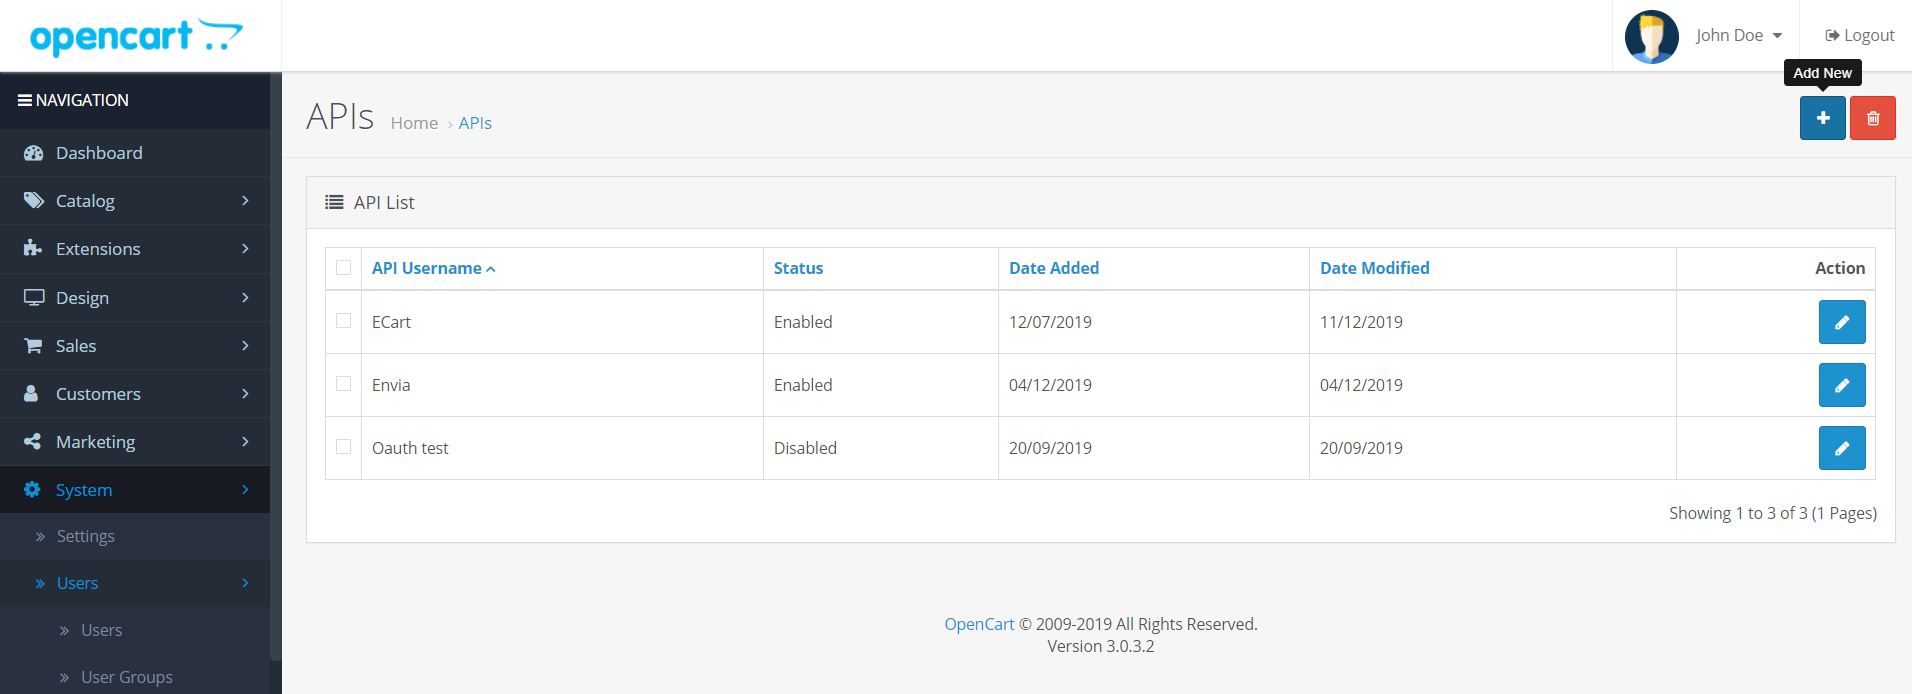 opencart
John Doe
Logout
Add New
NAVIGATION
Dashboard
Catalog
Extensions
Design
Sales
Customers
Marketing
System
Settings
Users
Users
User Groups
APIs
Home › APIs
API List
API Username Status Date Added Date Modified Action
ECart Enabled 12/07/2019 11/12/2019
Envia Enabled 04/12/2019 04/12/2019
Oauth test Disabled 20/09/2019 20/09/2019
Showing 1 to 3 of 3 (1 Pages)
OpenCart © 2009-2019 All Rights Reserved.
Version 3.0.3.2